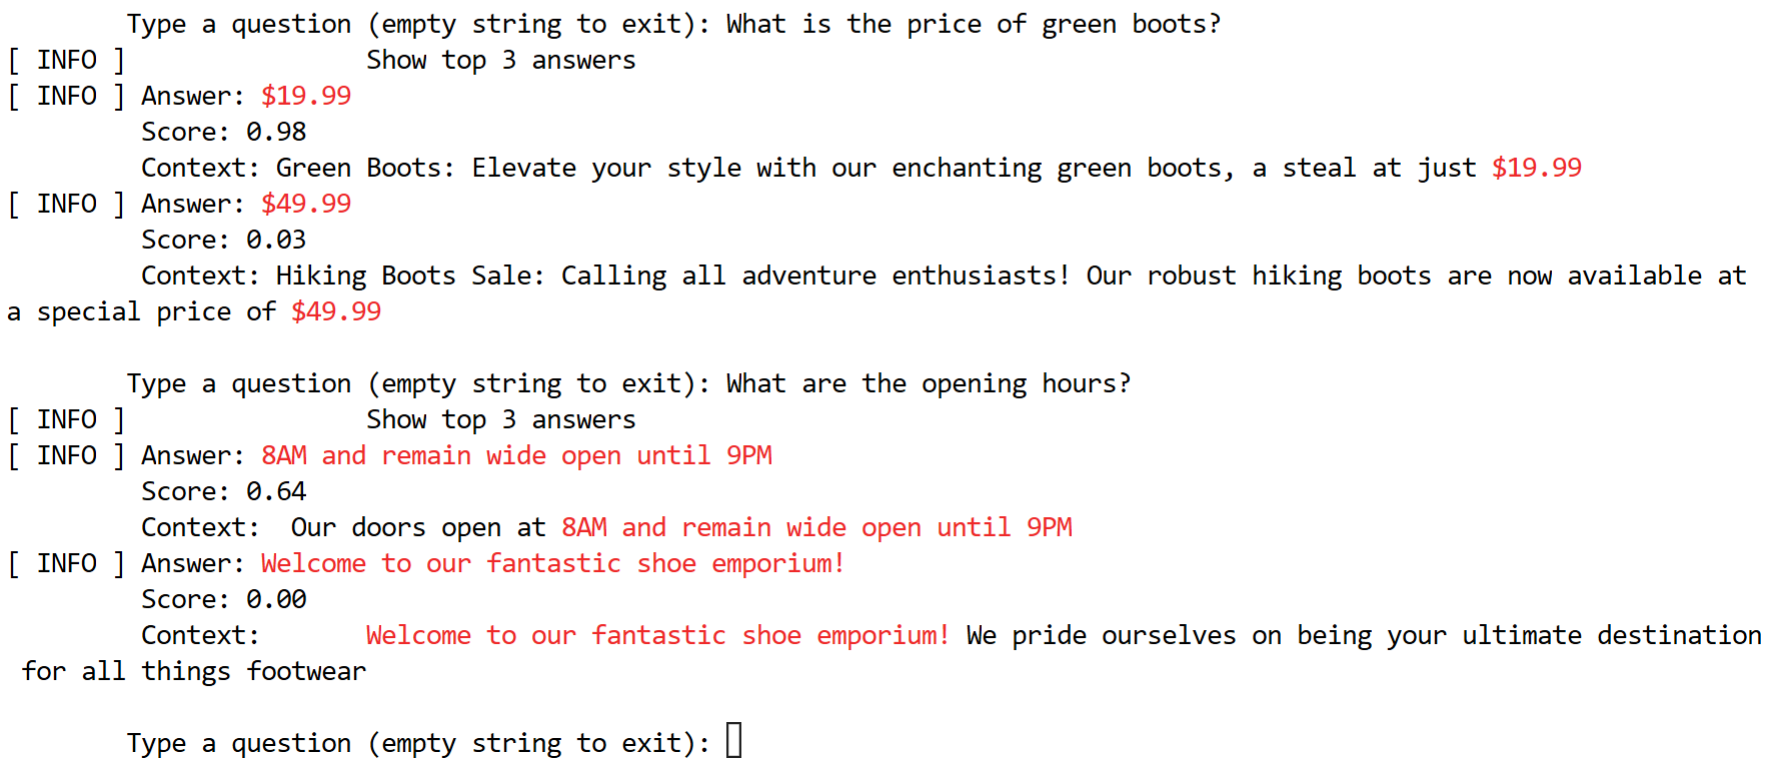 Type a question (empty string to exit): What is the price of green boots?
[ INFO ]                Show top 3 answers
[ INFO ] Answer: $19.99
         Score: 0.98
         Context: Green Boots: Elevate your style with our enchanting green boots, a steal at just $19.99
[ INFO ] Answer: $49.99
         Score: 0.03
         Context: Hiking Boots Sale: Calling all adventure enthusiasts! Our robust hiking boots are now available at
a special price of $49.99
        Type a question (empty string to exit): What are the opening hours?
[ INFO ]                Show top 3 answers
[ INFO ] Answer: 8AM and remain wide open until 9PM
         Score: 0.64
         Context:  Our doors open at 8AM and remain wide open until 9PM
[ INFO ] Answer: Welcome to our fantastic shoe emporium!
         Score: 0.00
         Context:       Welcome to our fantastic shoe emporium! We pride ourselves on being your ultimate destination
 for all things footwear
        Type a question (empty string to exit):